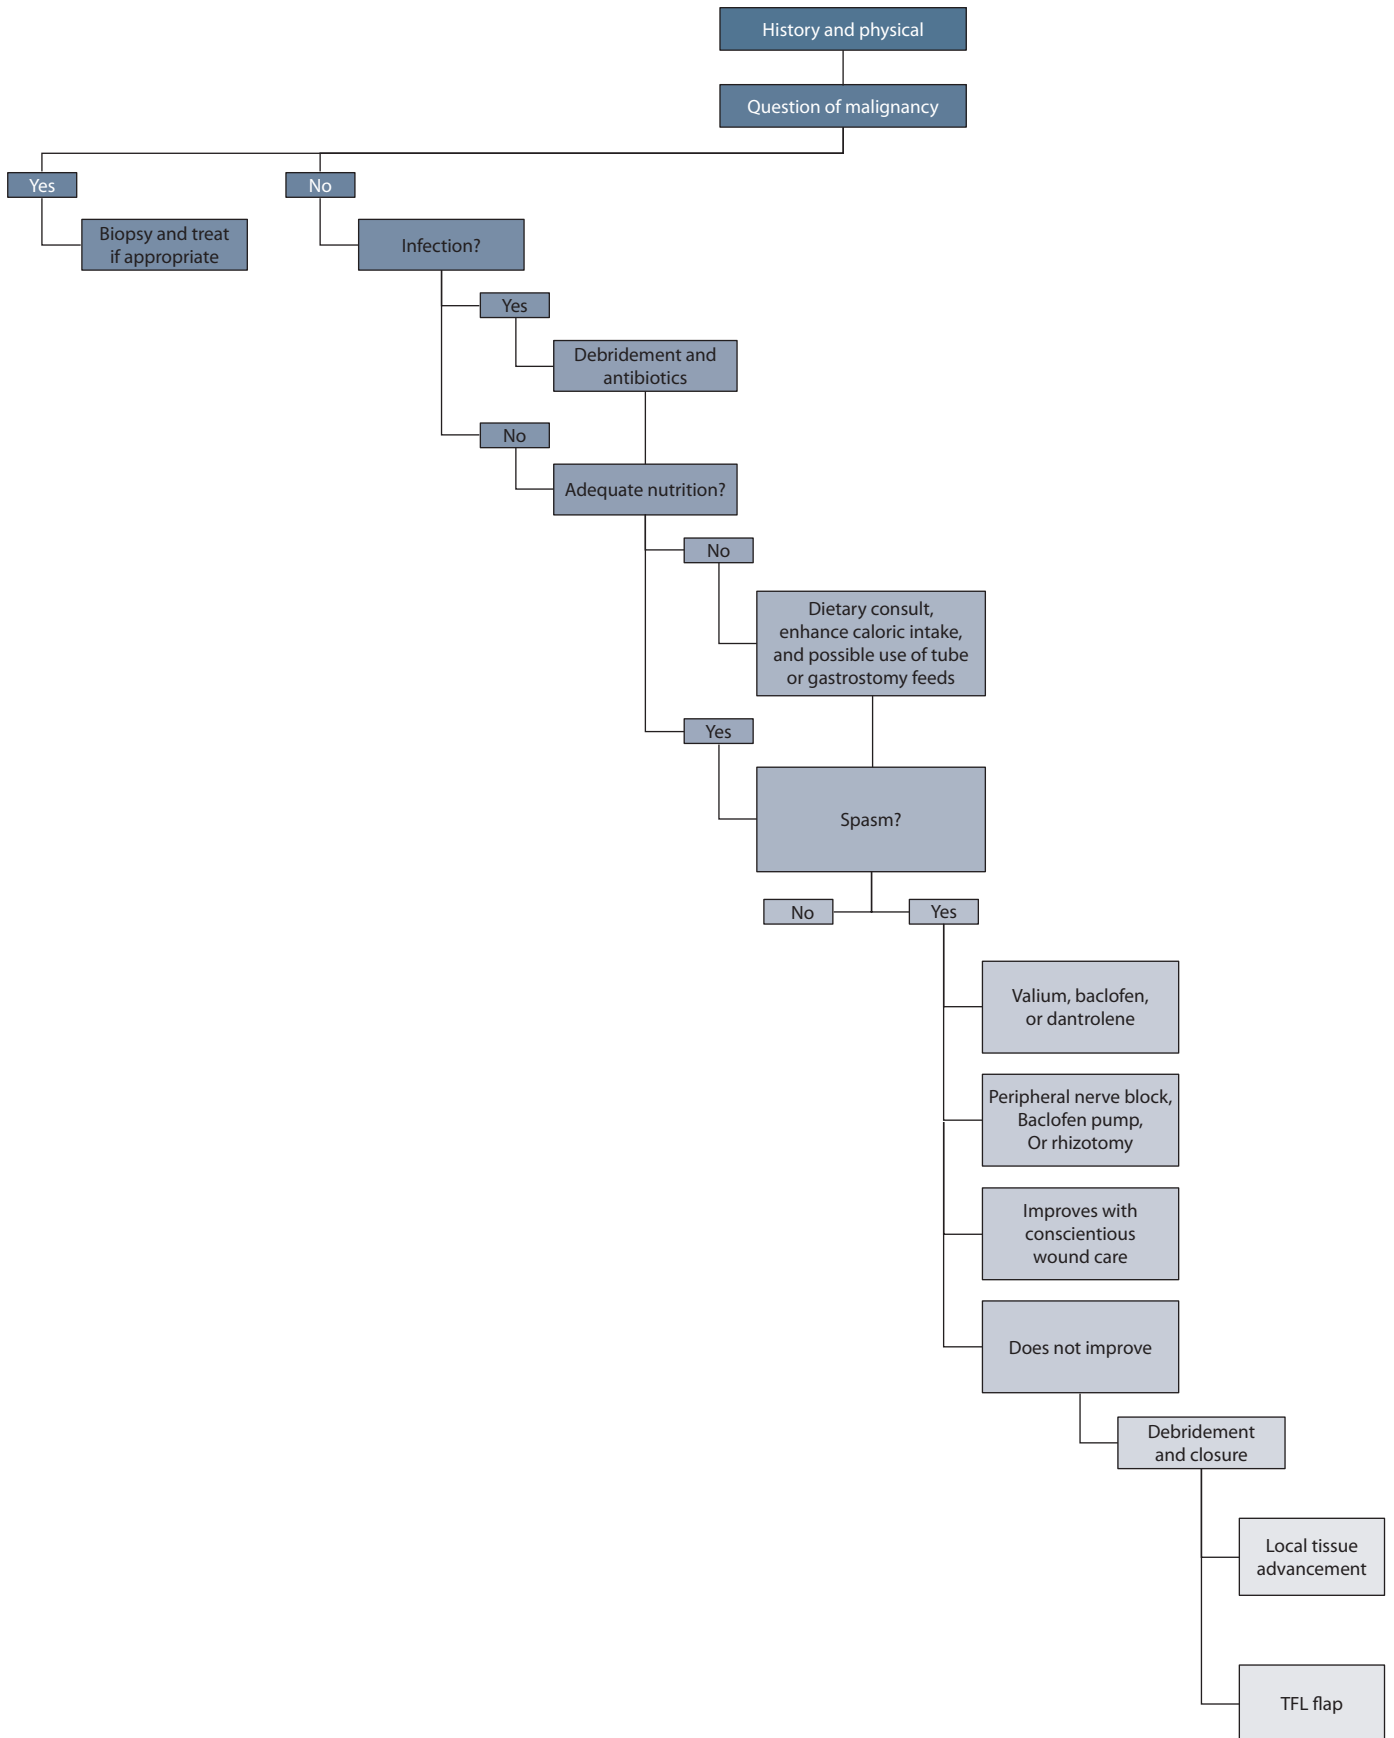 History and physical
Question of malignancy
Yes
No
Biopsy and treat
if appropriate
Infection?
Yes
Debridement and
antibiotics
No
Adequate nutrition?
No
Dietary consult,
enhance caloric intake,
and possible use of tube
or gastrostomy feeds
Yes
Spasm?
No
Yes
Valium, baclofen,
or dantrolene
Peripheral nerve block,
Baclofen pump,
Or rhizotomy
Improves with
conscientious
wound care
Does not improve
Debridement
and closure
Local tissue
advancement
TFL flap